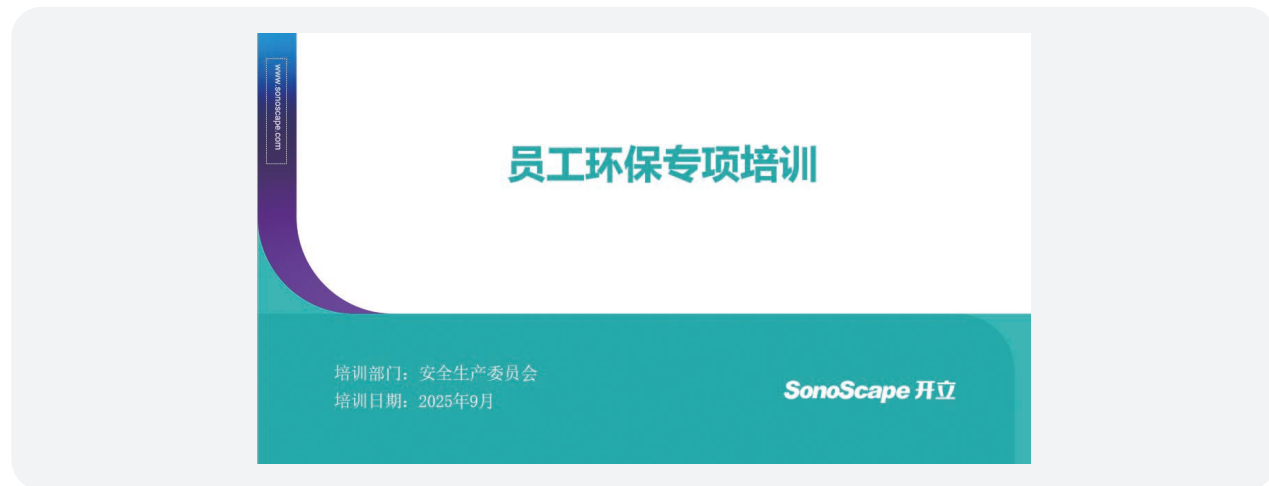 www.sonoscape.com
员工环保专项培训
培训部门：安全生产委员会
培训日期：2025年9月
SonoScape 开立